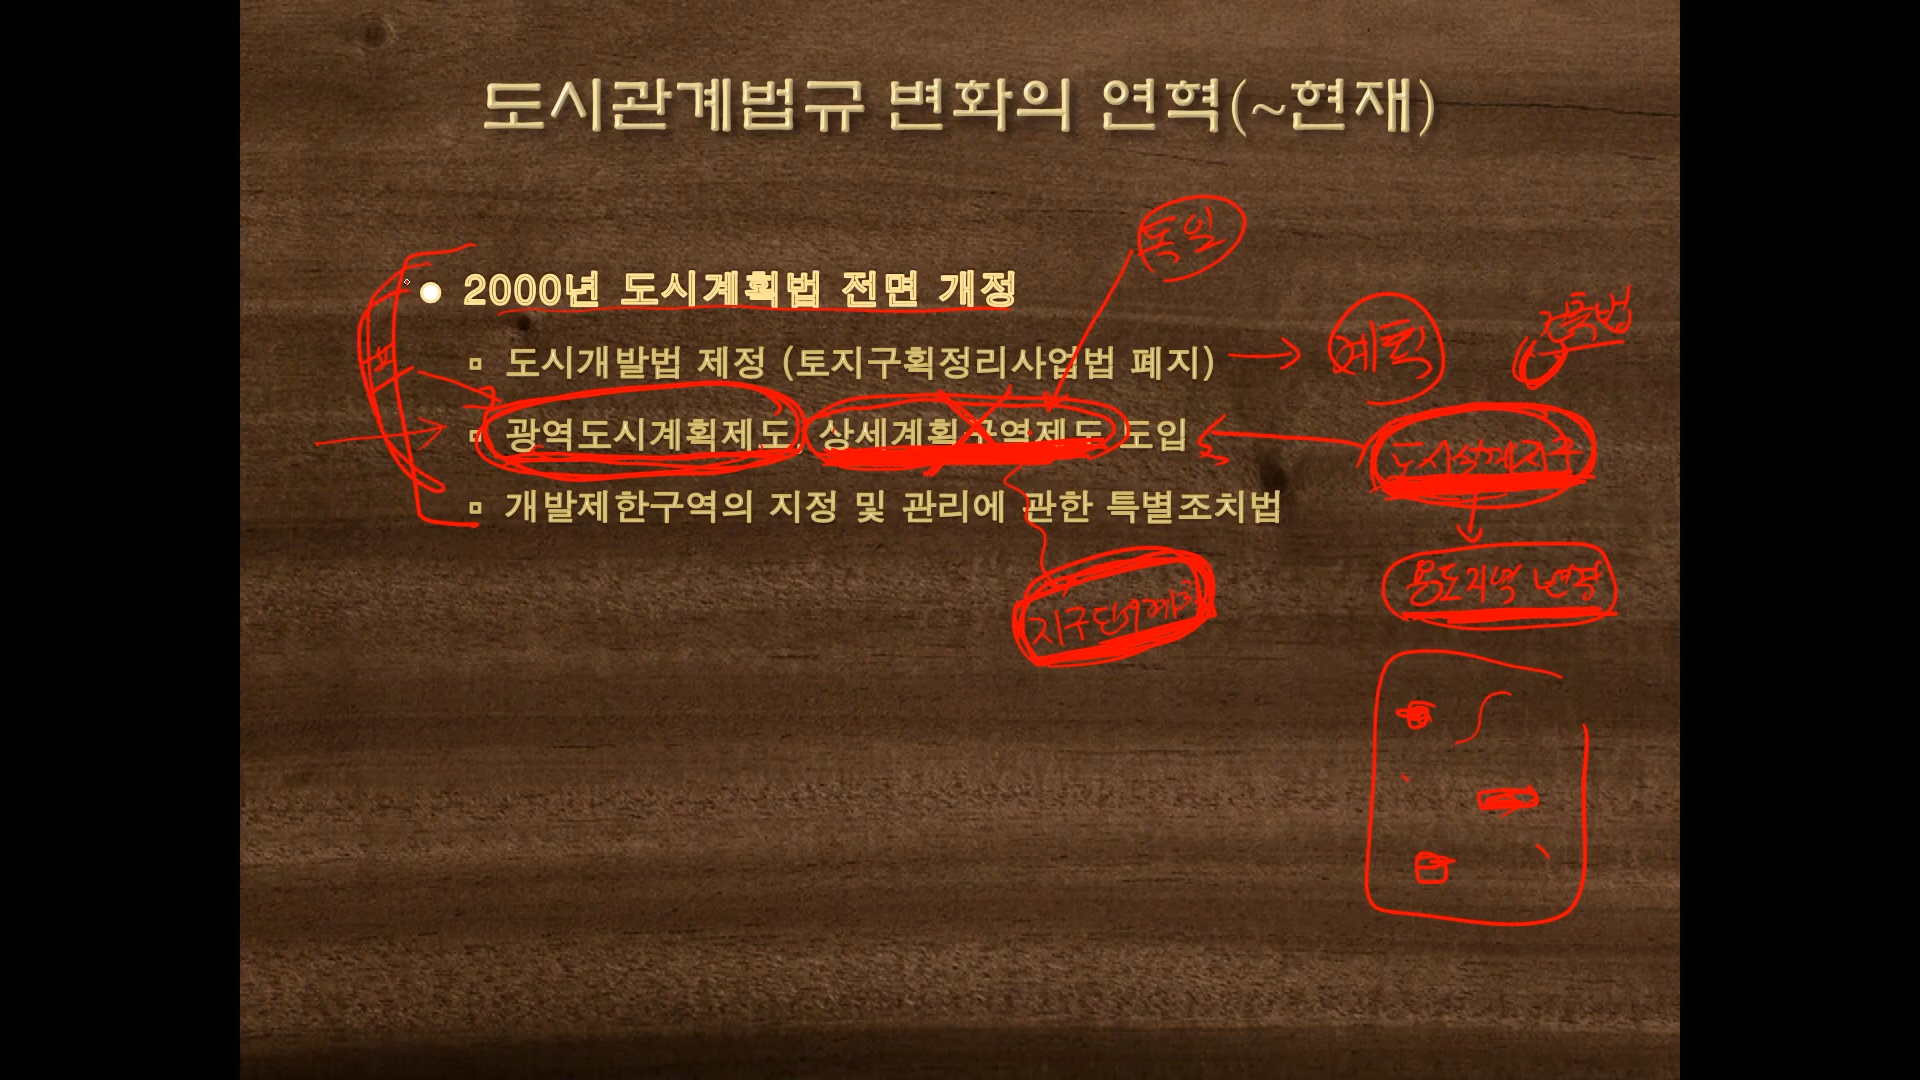 도시관계법규 변화의 연혁(~현재)
독일
2000년 도시계획법 전면 개정
건축법
도시개발법 제정 (토지구획정리사업법 폐지)
계획
광역도시계획제도, 상세계획구역제도 도입
도시설계지구
개발제한구역의 지정 및 관리에 관한 특별조치법
용도지역 변경
지구단위계획